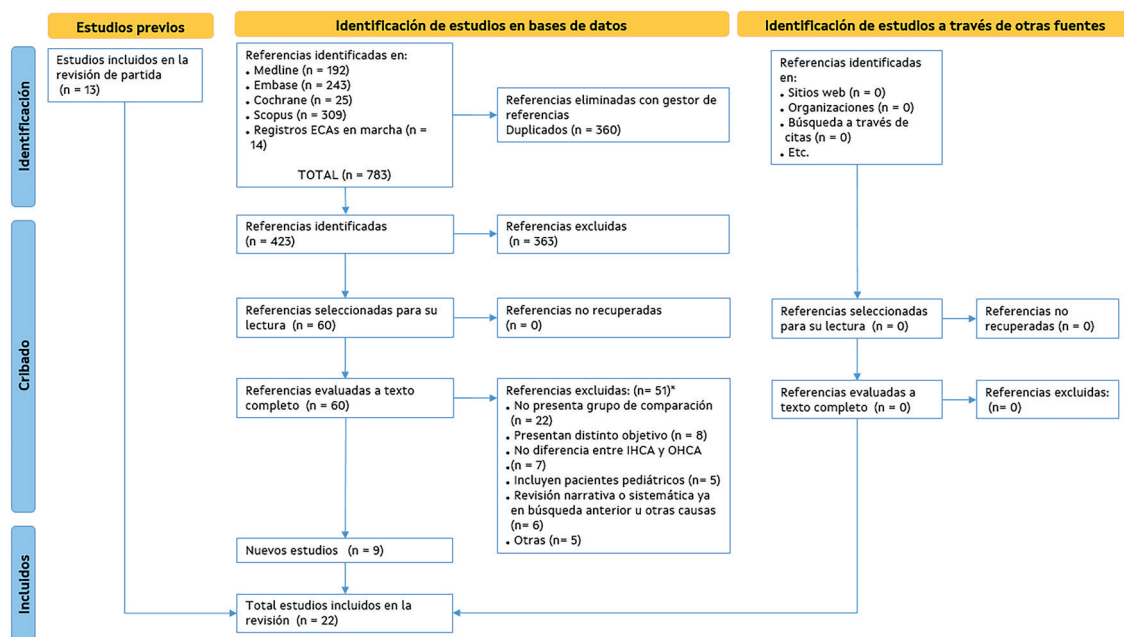 Estudios previos
Identificación de estudios en bases de datos
Identificación de estudios a través de otras fuentes
Identificación
Estudios incluidos en la
revisión de partida
(n = 13)
Referencias identificadas en:
• Medline (n = 192)
• Embase (n = 243)
• Cochrane (n = 25)
• Scopus (n = 309)
• Registros ECAs en marcha (n =
14)
TOTAL (n = 783)
Referencias eliminadas con gestor de
referencias
Duplicados (n = 360)
Referencias identificadas
en:
• Sitios web (n = 0)
• Organizaciones (n = 0)
• Búsqueda a través de
citas (n = 0)
• Etc.
Cribado
Referencias identificadas
(n = 423)
Referencias excluidas
(n = 363)
Referencias seleccionadas para su
lectura (n = 60)
Referencias no recuperadas
(n = 0)
Referencias seleccionadas
para su lectura (n = 0)
Referencias no
recuperadas (n = 0)
Referencias evaluadas a texto
completo (n = 60)
Referencias excluidas: (n= 51)*
• No presenta grupo de comparación
(n = 22)
• Presentan distinto objetivo (n = 8)
• No diferencia entre IHCA y OHCA
• (n = 7)
• Incluyen pacientes pediátricos (n= 5)
• Revisión narrativa o sistemática ya
en búsqueda anterior u otras causas
(n= 6)
• Otras (n= 5)
Referencias evaluadas a
texto completo (n = 0)
Referencias excluidas:
(n= 0)
Incluidos
Nuevos estudios (n = 9)
Total estudios incluidos en la
revisión (n = 22)